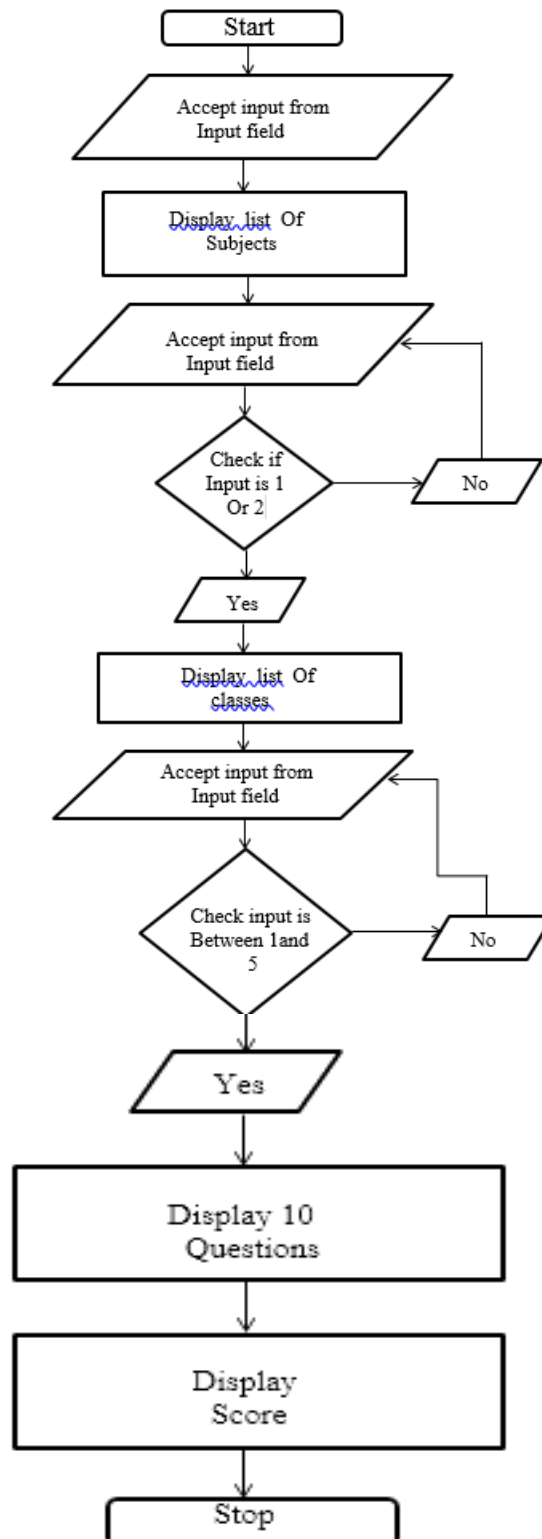 Start
Accept input from
Input field
Display list Of
Subjects
Accept input from
Input field
Check if
Input is 1
Or 2
No
Yes
Display list Of
classes
Accept input from
Input field
Check input is
Between 1and
5
No
Yes
Display 10
Questions
Display
Score
Stop